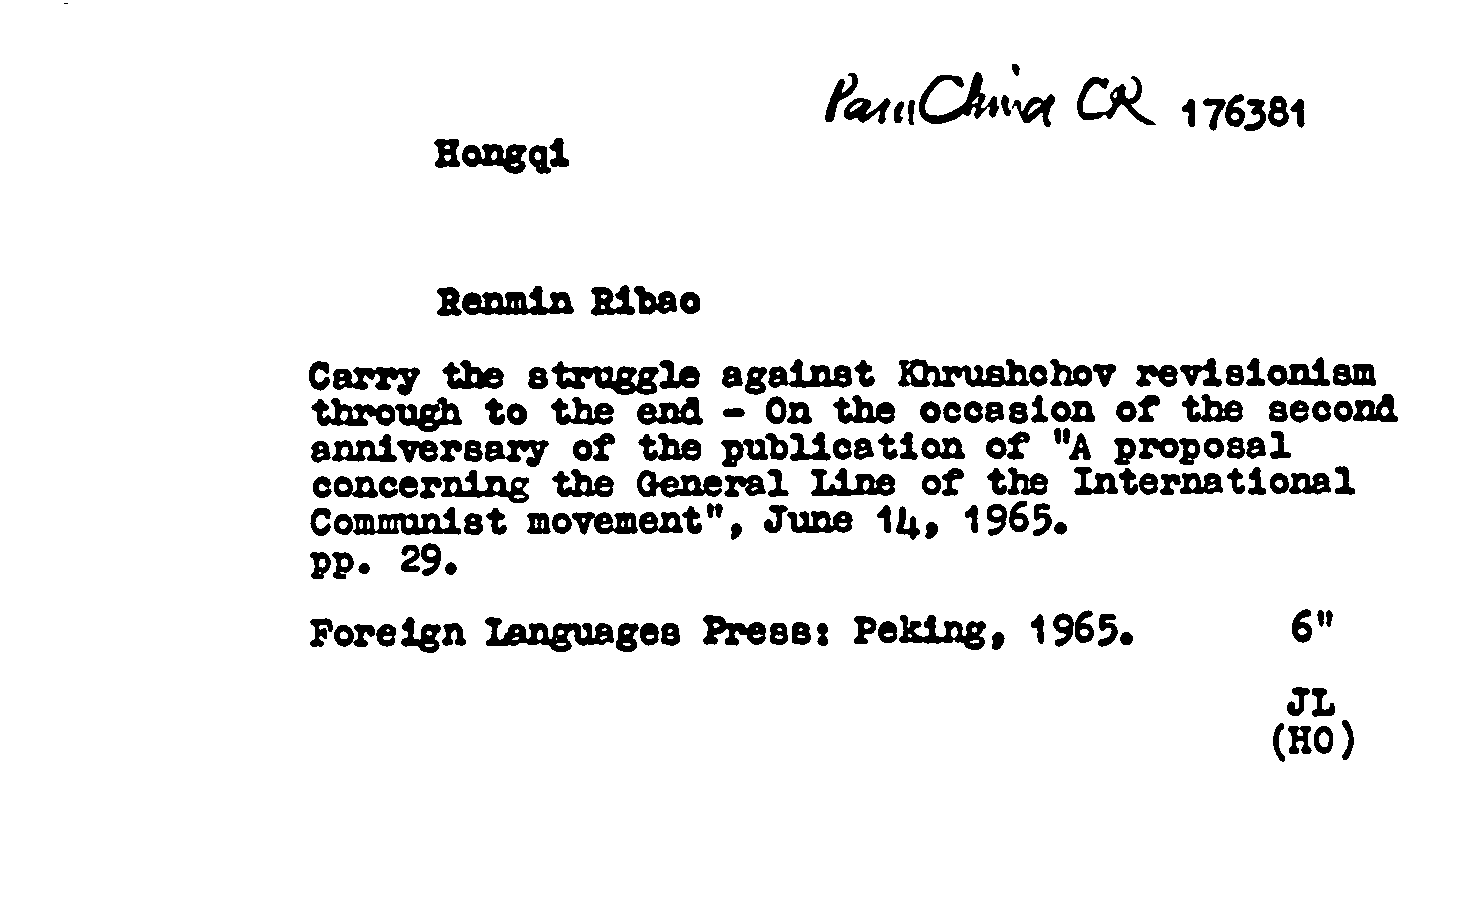 Pam China CR 176381
Hongqi
Renmin Ribao
Carry the struggle against Khrushchov revisionism
through to the end - On the occasion of the second
anniversary of the publication of "A proposal
concerning the General Line of the International
Communist movement", June 14, 1965.
pp. 29.
Foreign Languages Press: Peking, 1965. 6"
JL
(HO)